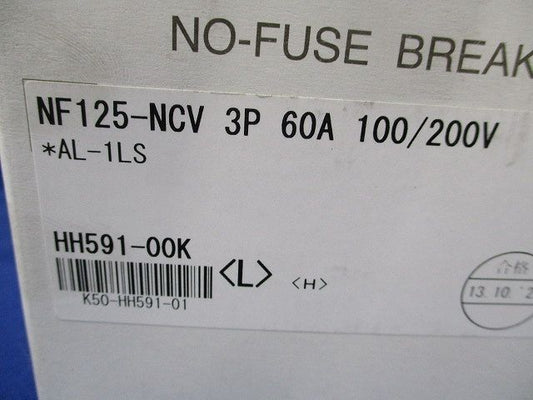 NO-FUSE BREAK
NF125-NCV 3P 60A 100/200V
*AL-1LS
HH591-00K
<L> <H>
K50-HH591-01
合格
13.10.